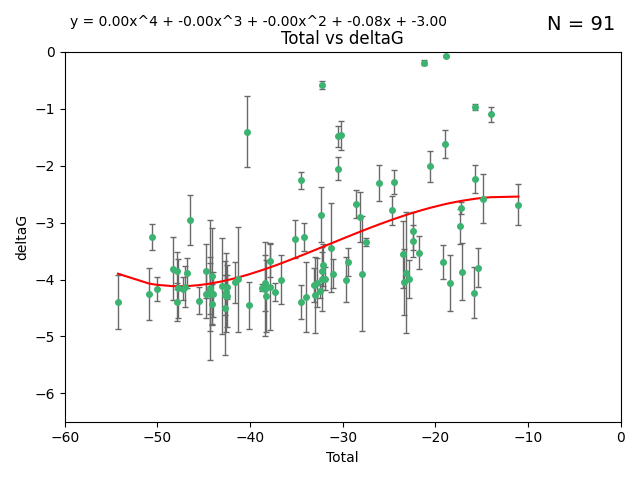 y = 0.00x^4 + -0.00x^3 + -0.00x^2 + -0.08x + -3.00
N = 91
Total vs deltaG
0
−1
−2
−3
−4
−5
−6
deltaG
−60 −50 −40 −30 −20 −10 0
Total